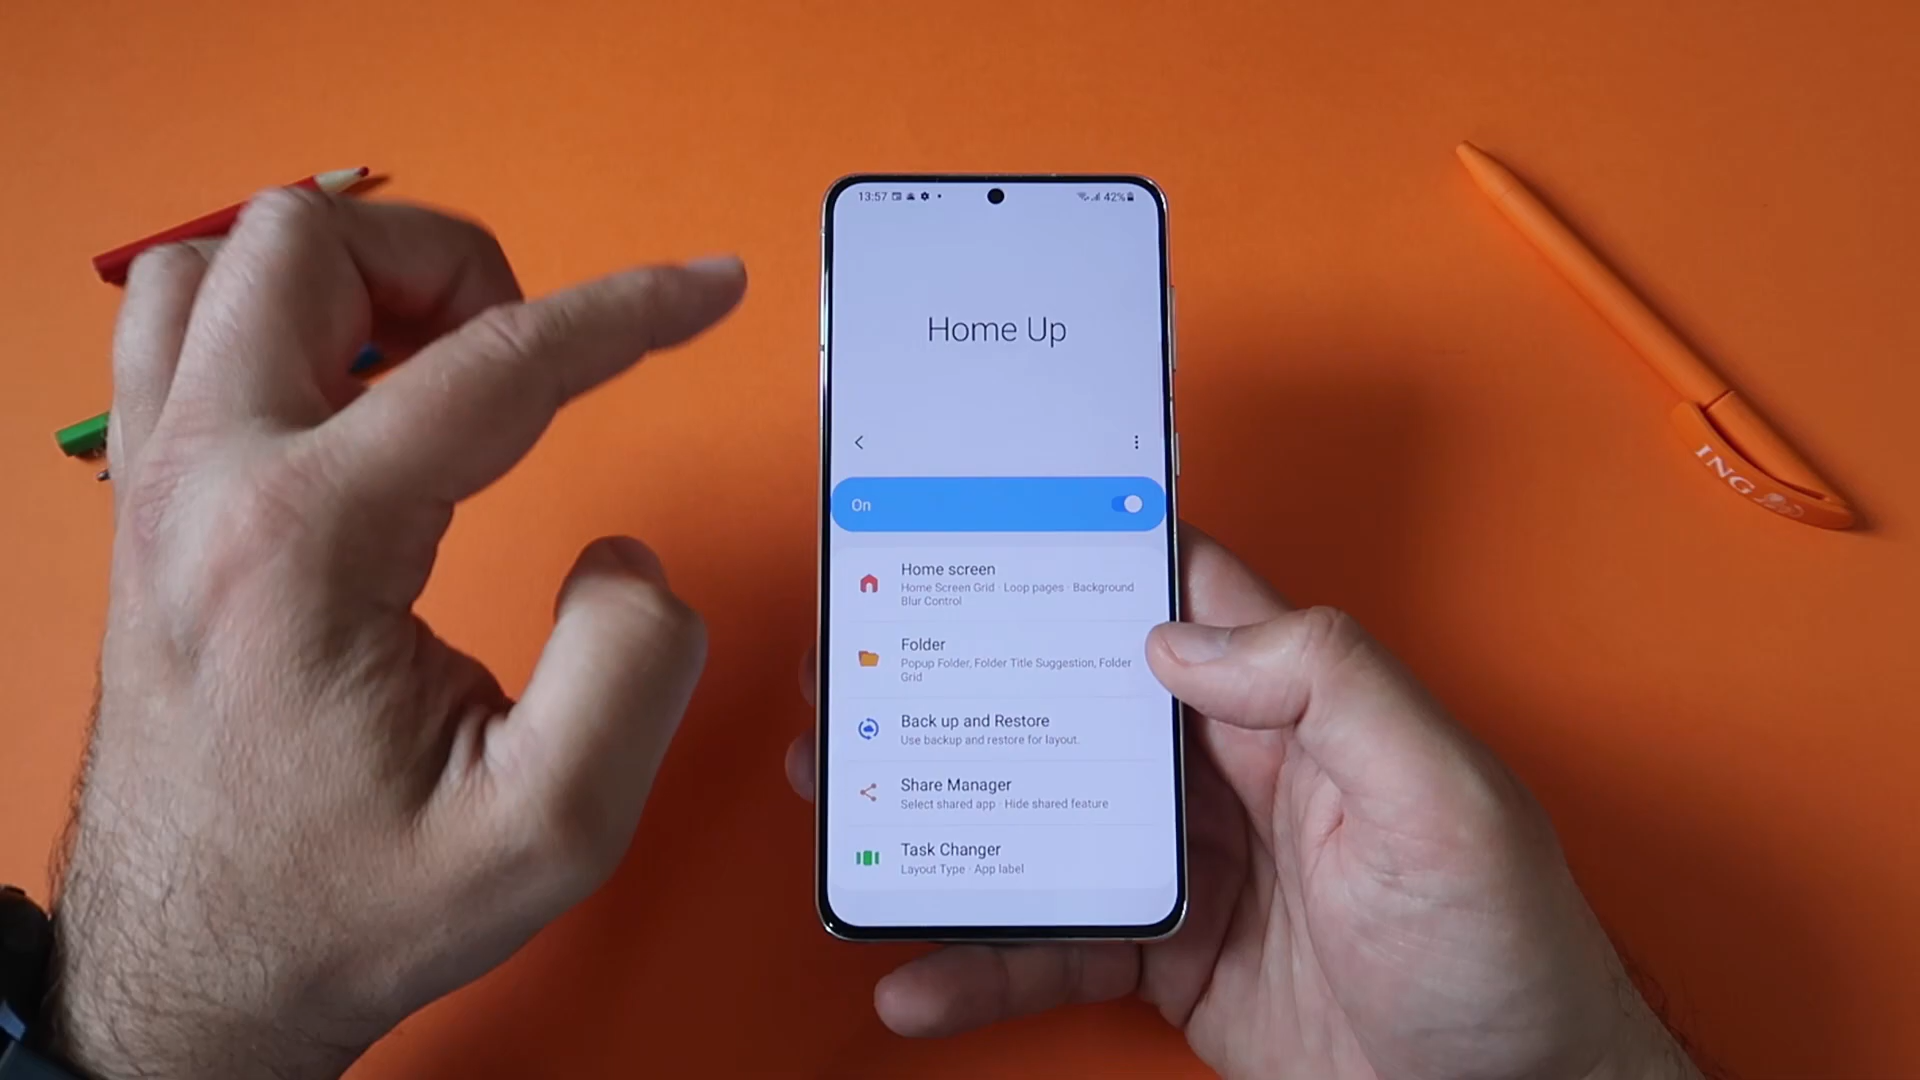 13:57
42%
Home Up
On
Home screen
Home Screen Grid · Loop pages · Background
Blur Control
Folder
Popup Folder, Folder Title Suggestion, Folder
Grid
Back up and Restore
Use backup and restore for layout.
Share Manager
Select shared app · Hide shared feature
Task Changer
Layout Type · App label
ING